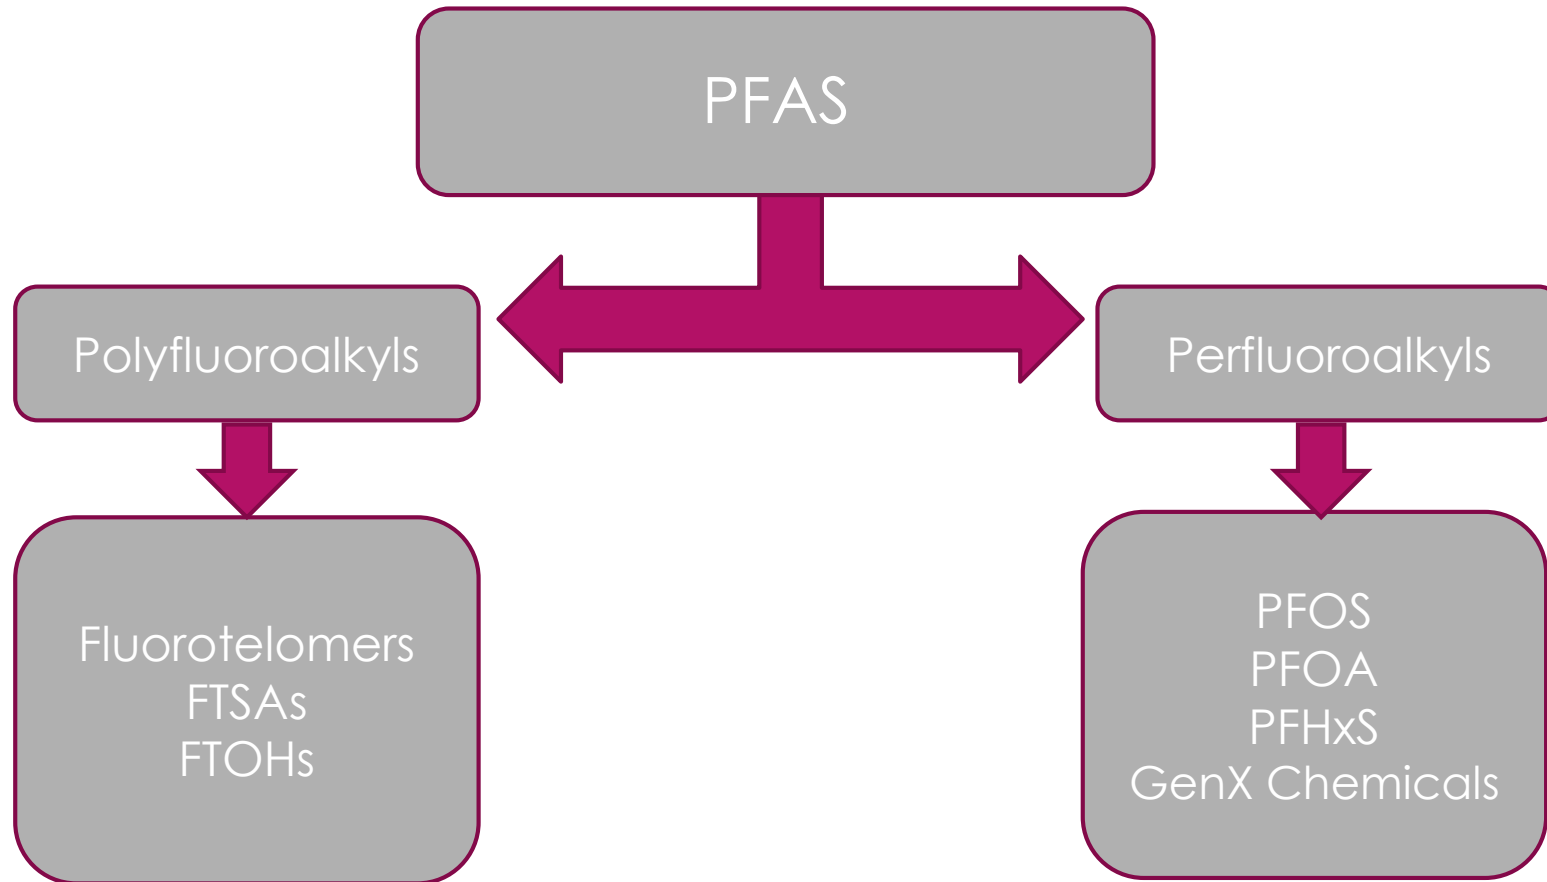 PFAS
Polyfluoroalkyls
Perfluoroalkyls
Fluorotelomers
FTSAs
FTOHs
PFOS
PFOA
PFHxS
GenX Chemicals